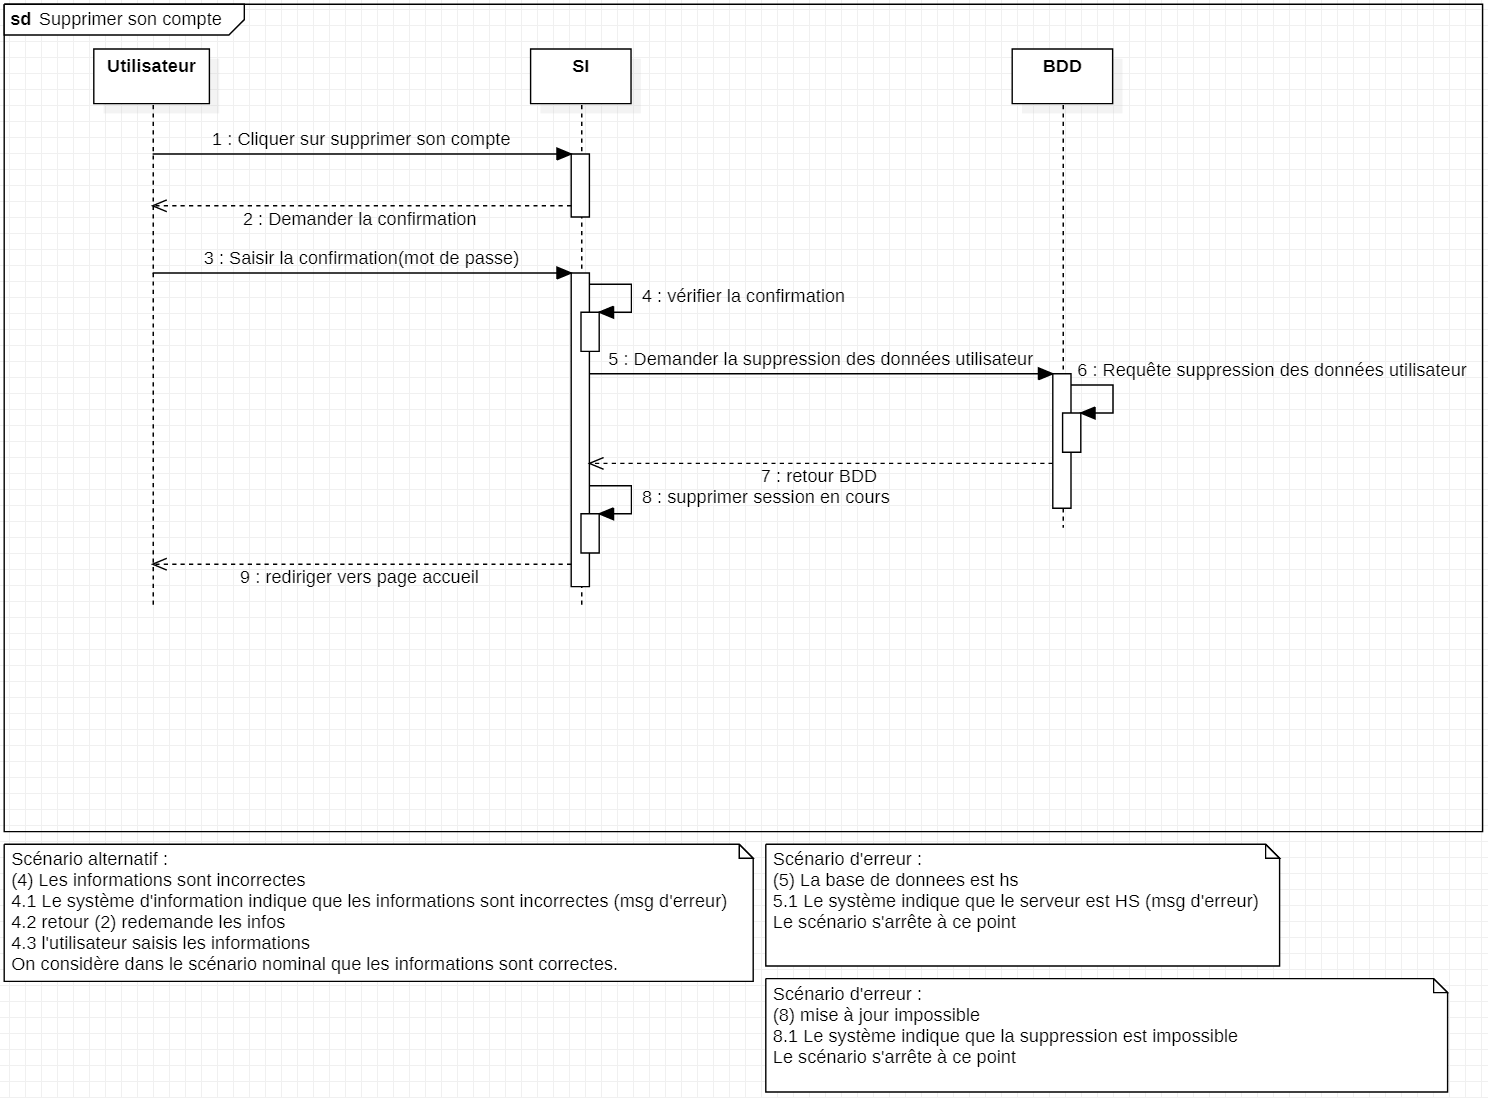 sd Supprimer son compte
Utilisateur
SI
BDD
1 : Cliquer sur supprimer son compte
2 : Demander la confirmation
3 : Saisir la confirmation(mot de passe)
4 : vérifier la confirmation
5 : Demander la suppression des données utilisateur
6 : Requête suppression des données utilisateur
7 : retour BDD
8 : supprimer session en cours
9 : rediriger vers page accueil
Scénario alternatif :
(4) Les informations sont incorrectes
4.1 Le système d'information indique que les informations sont incorrectes (msg d'erreur)
4.2 retour (2) redemande les infos
4.3 l'utilisateur saisis les informations
On considère dans le scénario nominal que les informations sont correctes.
Scénario d'erreur :
(5) La base de donnees est hs
5.1 Le système indique que le serveur est HS (msg d'erreur)
Le scénario s'arrête à ce point
Scénario d'erreur :
(8) mise à jour impossible
8.1 Le système indique que la suppression est impossible
Le scénario s'arrête à ce point